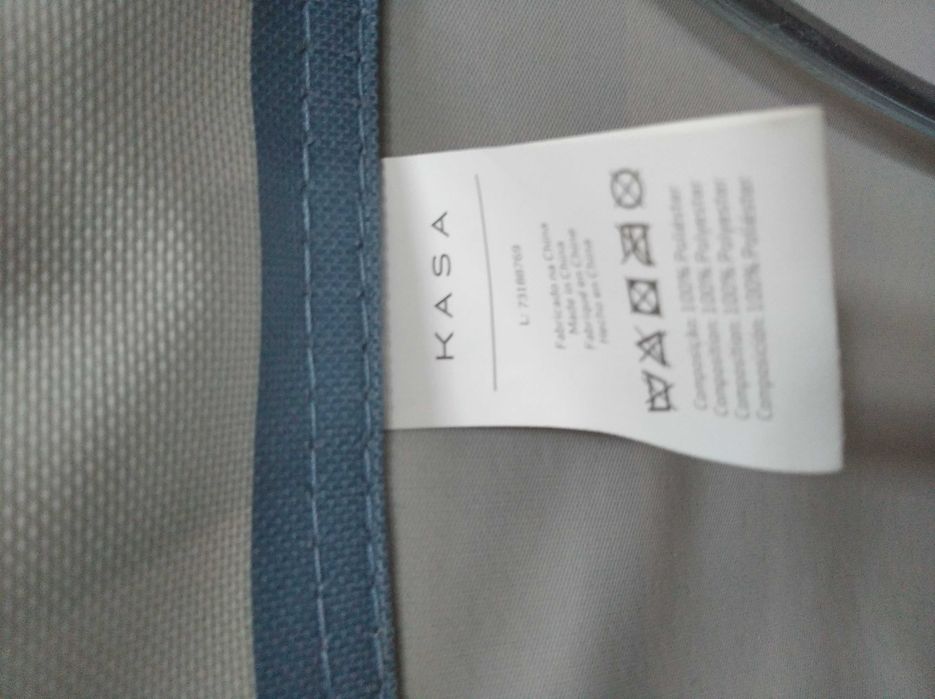 KASA
L: 73188769
Fabricado na China
Made in China
Fabriqué en Chine
Hecho en China
Composição: 100% Poliéster
Composition: 100% Polyester
Composition: 100% Polyester
Composición: 100% Poliéster